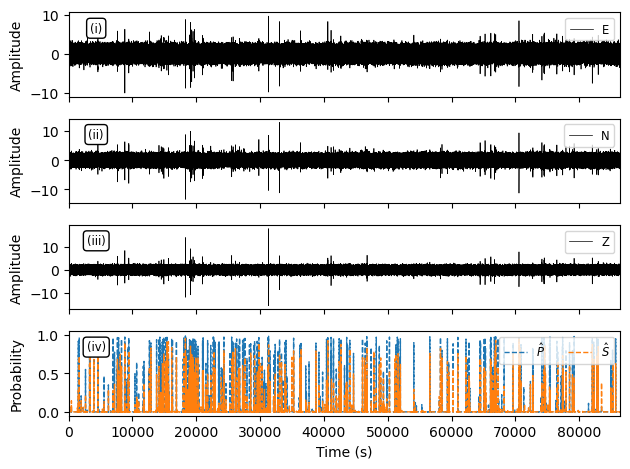 (i)
E
10
0
−10
Amplitude
(ii)
N
10
0
−10
Amplitude
(iii)
Z
10
0
−10
Amplitude
(iv)
P̂ Ŝ
1.0
0.5
0.0
Probability
0 10000 20000 30000 40000 50000 60000 70000 80000
Time (s)